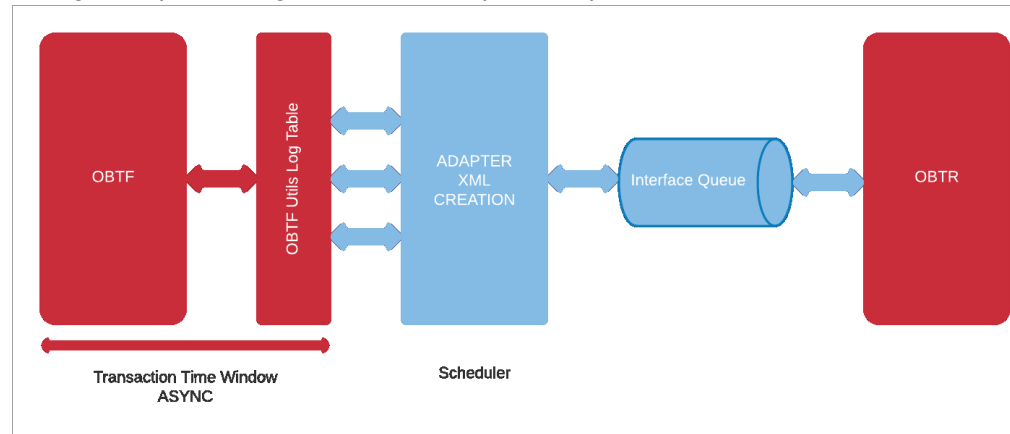 OBTF
OBTF Utils Log Table
ADAPTER
XML
CREATION
Interface Queue
OBTR
Transaction Time Window
ASYNC
Scheduler